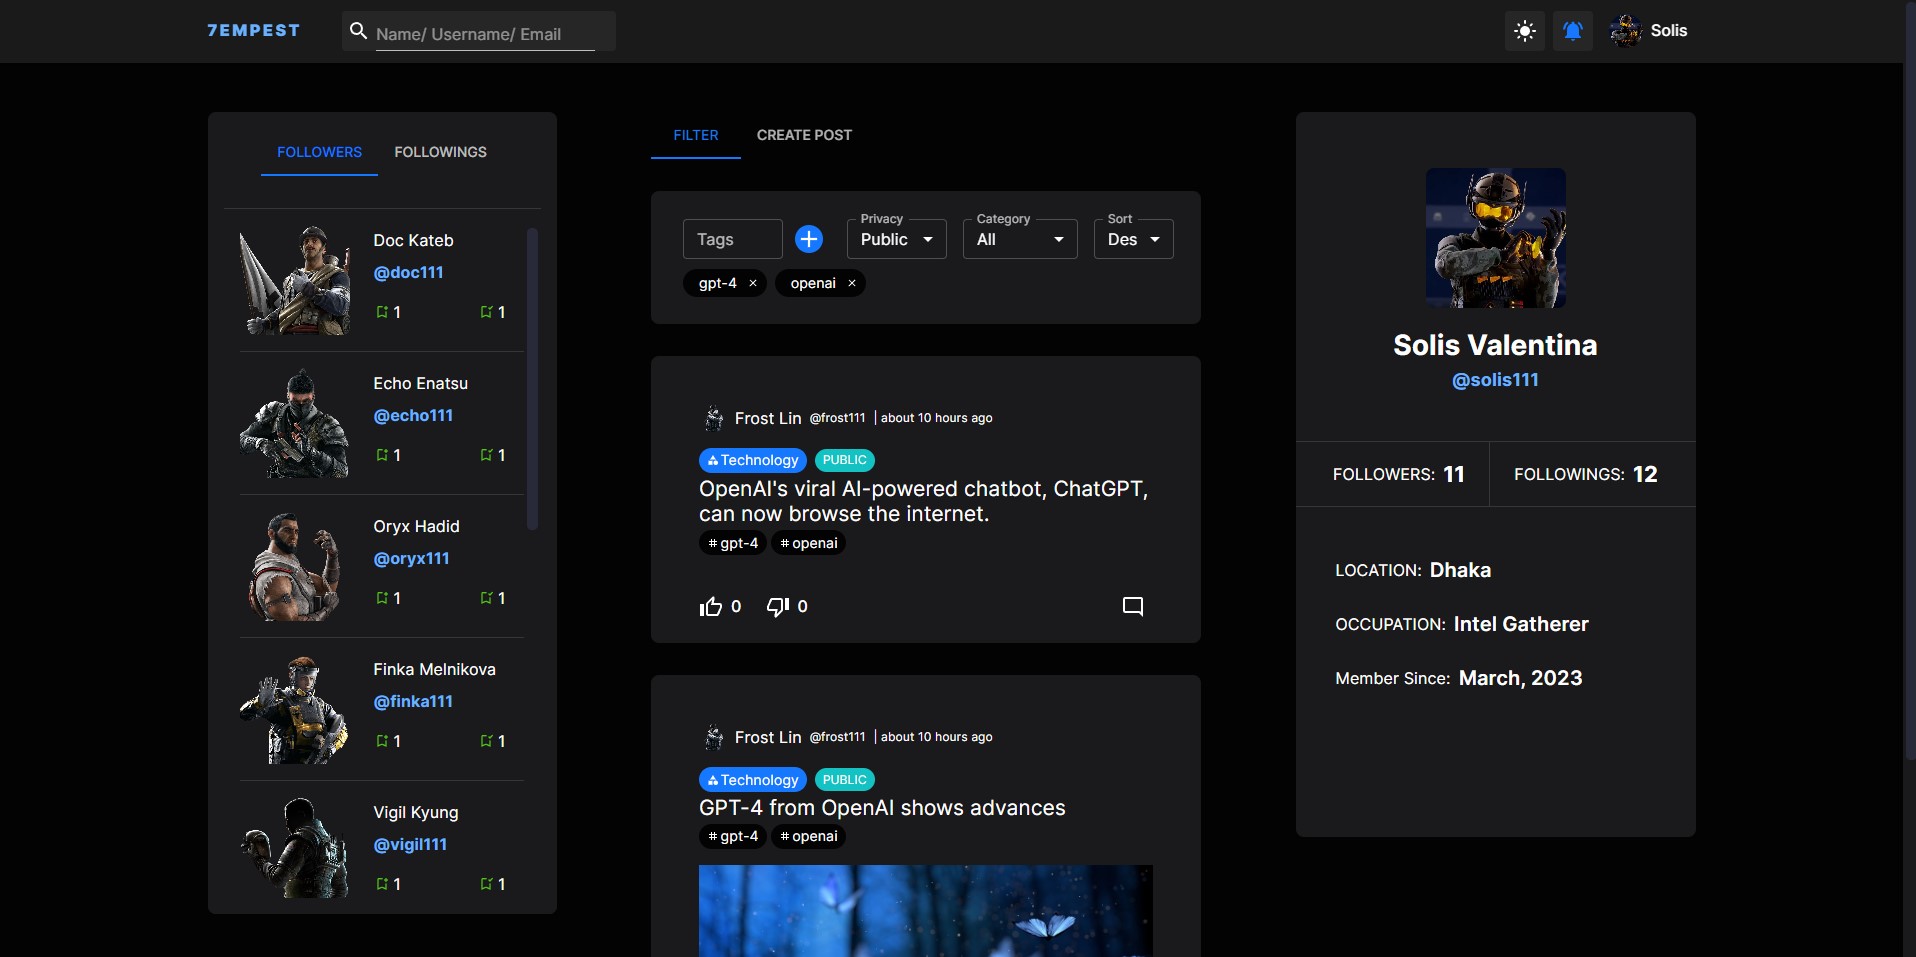 7EMPEST
Name/ Username/ Email
Solis
FOLLOWERS FOLLOWINGS
Doc Kateb
@doc111
1 1
Echo Enatsu
@echo111
1 1
Oryx Hadid
@oryx111
1 1
Finka Melnikova
@finka111
1 1
Vigil Kyung
@vigil111
1 1
FILTER CREATE POST
Tags
Privacy
Public
Category
All
Sort
Des
gpt-4 ×
openai ×
Frost Lin @frost111 | about 10 hours ago
Technology PUBLIC
OpenAI's viral AI-powered chatbot, ChatGPT,
can now browse the internet.
# gpt-4 # openai
0 0
Frost Lin @frost111 | about 10 hours ago
Technology PUBLIC
GPT-4 from OpenAI shows advances
# gpt-4 # openai
Solis Valentina
@solis111
FOLLOWERS: 11 FOLLOWINGS: 12
LOCATION: Dhaka
OCCUPATION: Intel Gatherer
Member Since: March, 2023